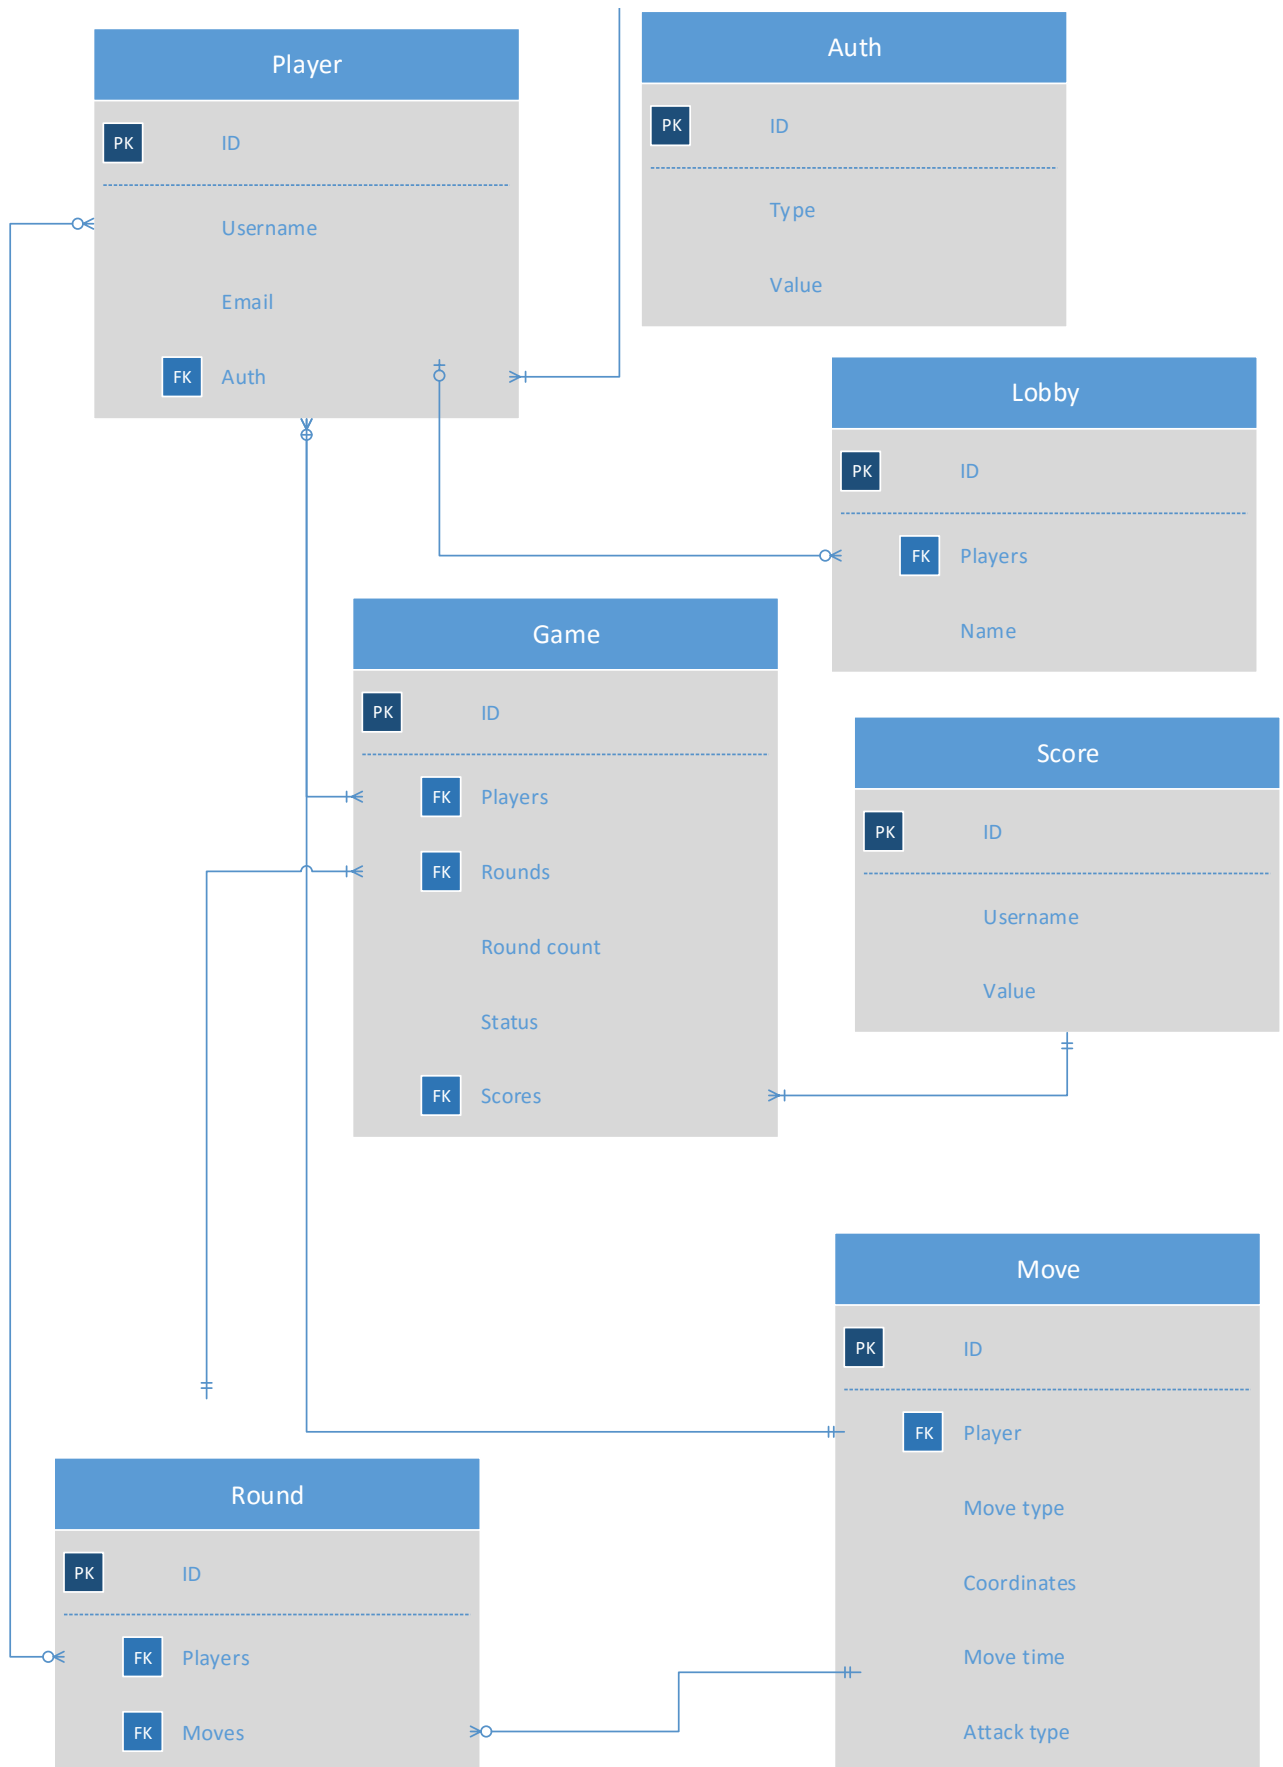 Player
PK ID
Username
Email
FK Auth
Auth
PK ID
Type
Value
Lobby
PK ID
FK Players
Name
Game
PK ID
FK Players
FK Rounds
Round count
Status
FK Scores
Score
PK ID
Username
Value
Move
PK ID
FK Player
Move type
Coordinates
Move time
Attack type
Round
PK ID
FK Players
FK Moves